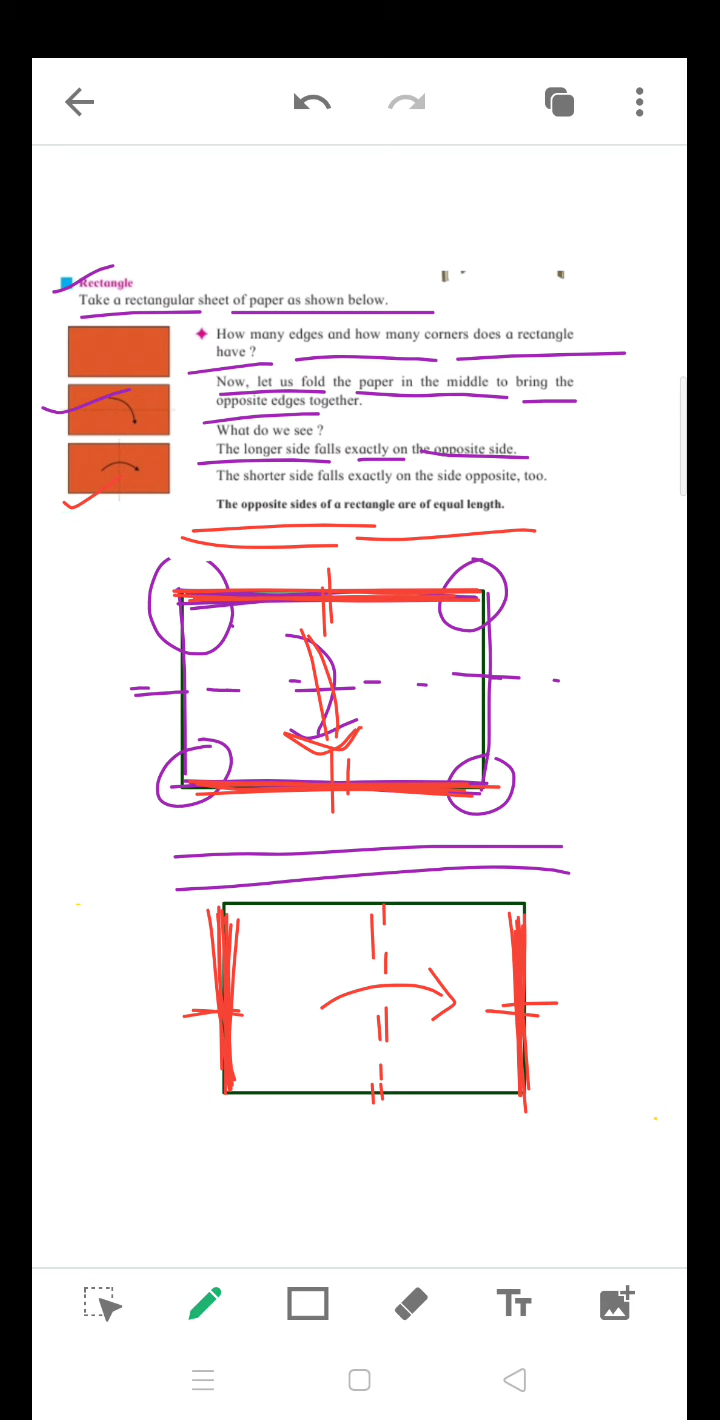 Rectangle
Take a rectangular sheet of paper as shown below.
How many edges and how many corners does a rectangle
have ?
Now, let us fold the paper in the middle to bring the
opposite edges together.
What do we see ?
The longer side falls exactly on the opposite side.
The shorter side falls exactly on the side opposite, too.
The opposite sides of a rectangle are of equal length.
TT